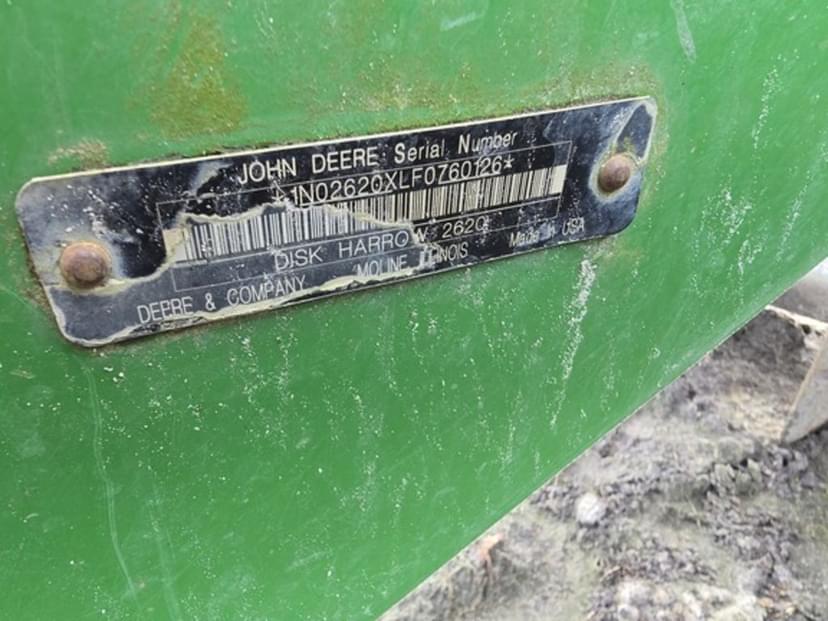 JOHN DEERE Serial Number
*1N02620XLF0760126*
DISK HARROW 2620
DEERE & COMPANY MOLINE ILLINOIS Made in USA